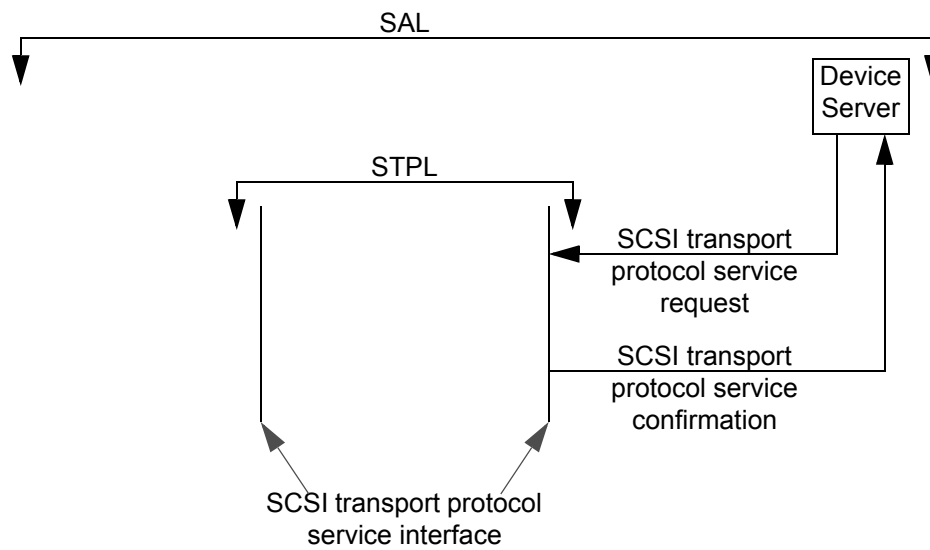 SAL
Device
Server
STPL
SCSI transport
protocol service
request
SCSI transport
protocol service
confirmation
SCSI transport protocol
service interface